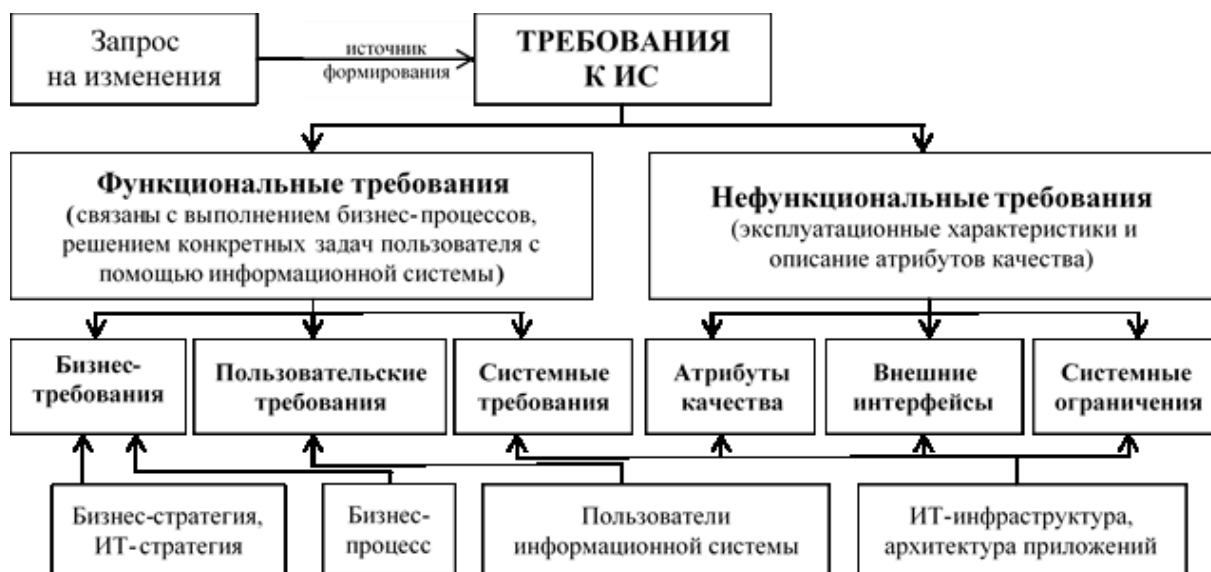 Запрос
на изменения
источник
формирования
ТРЕБОВАНИЯ
К ИС
Функциональные требования
(связаны с выполнением бизнес-процессов,
решением конкретных задач пользователя с
помощью информационной системы)
Нефункциональные требования
(эксплуатационные характеристики и
описание атрибутов качества)
Бизнес-
требования
Пользовательские
требования
Системные
требования
Атрибуты
качества
Внешние
интерфейсы
Системные
ограничения
Бизнес-стратегия,
ИТ-стратегия
Бизнес-
процесс
Пользователи
информационной системы
ИТ-инфраструктура,
архитектура приложений